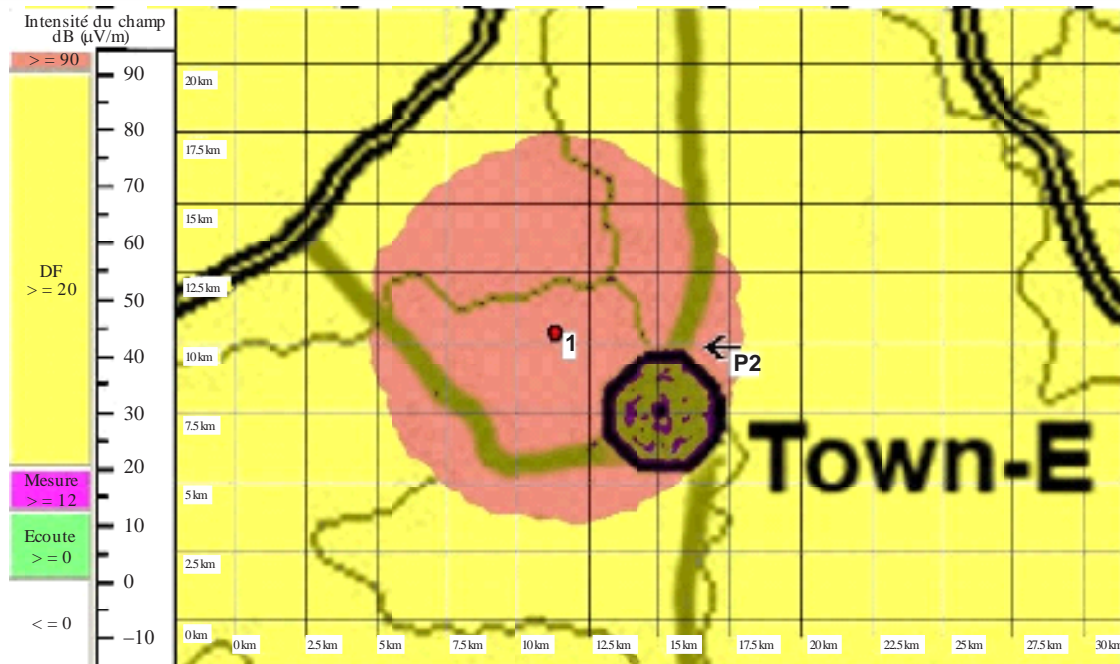 Intensité du champ
dB (μV/m)
> = 90
DF
> = 20
Mesure
> = 12
Ecoute
> = 0
< = 0
90
80
70
60
50
40
30
20
10
0
–10
20 km
17.5 km
15 km
12.5 km
10 km
7.5 km
5 km
2.5 km
0 km
0 km
2.5 km
5 km
7.5 km
10 km
12.5 km
15 km
17.5 km
20 km
22.5 km
25 km
27.5 km
30 km
1
P2
Town-E